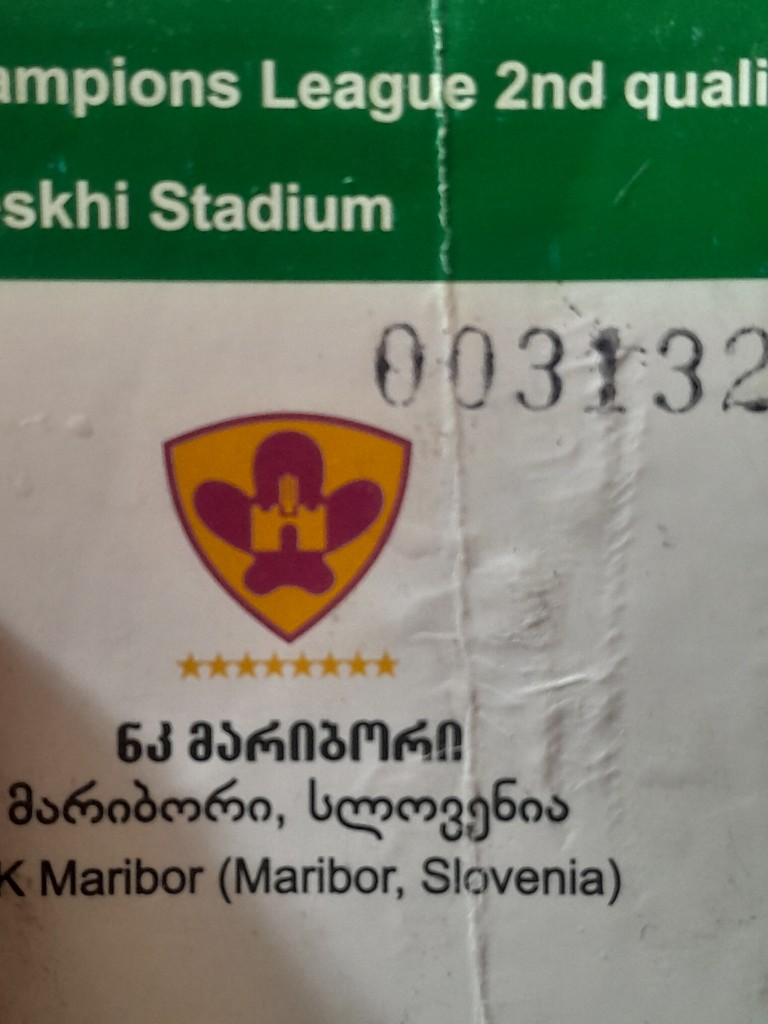 ampions League 2nd quali
skhi Stadium
003132
ნკ მარიბორი
მარიბორი, სლოვენია
K Maribor (Maribor, Slovenia)